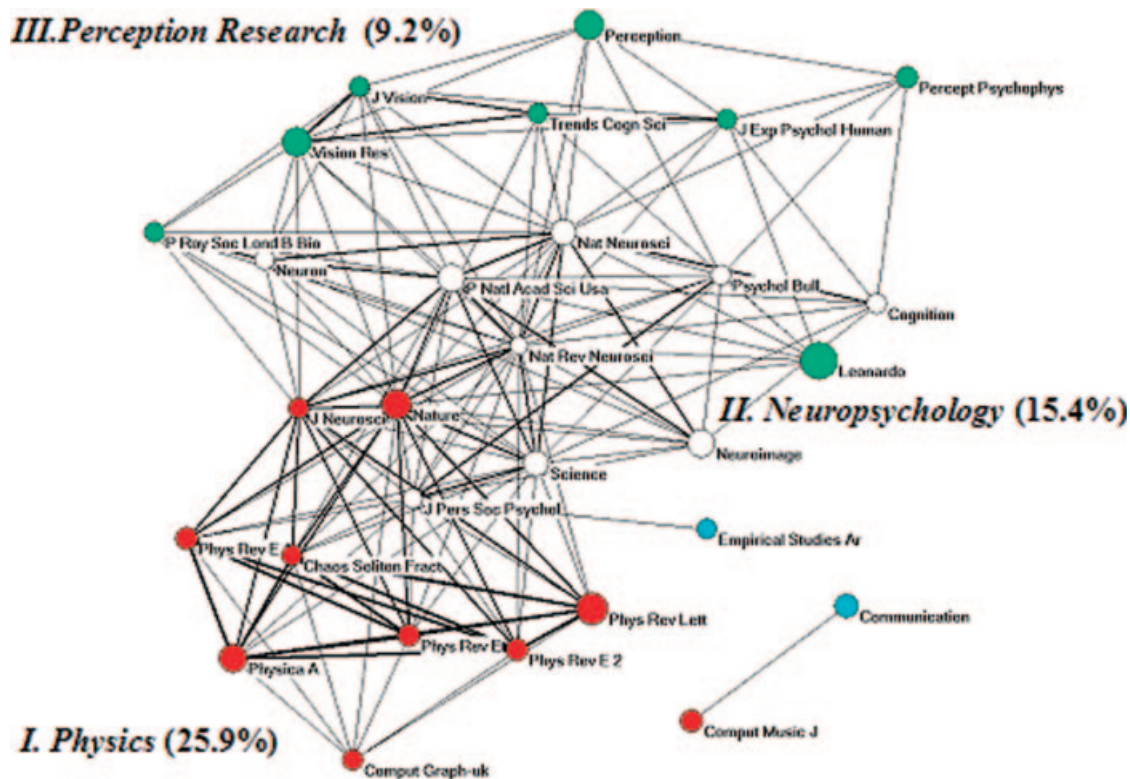 III.Perception Research (9.2%)
Perception
Percept Psychophys
J Vision
Trends Cogn Sci
J Exp Psychol Human
Vision Res
P Roy Soc Lond B Bio
Nat Neurosci
Neuron
P Natl Acad Sci Usa
Psychol Bull
Cognition
Nat Rev Neurosci
Leonardo
J Neurosci
Nature
II. Neuropsychology (15.4%)
Neuroimage
Science
J Pers Soc Psychol
Empirical Studies Ar
Phys Rev E
Chaos Soliton Fract
Communication
Phys Rev Lett
Phys Rev E
Phys Rev E 2
Physica A
Comput Music J
I. Physics (25.9%)
Comput Graph-uk